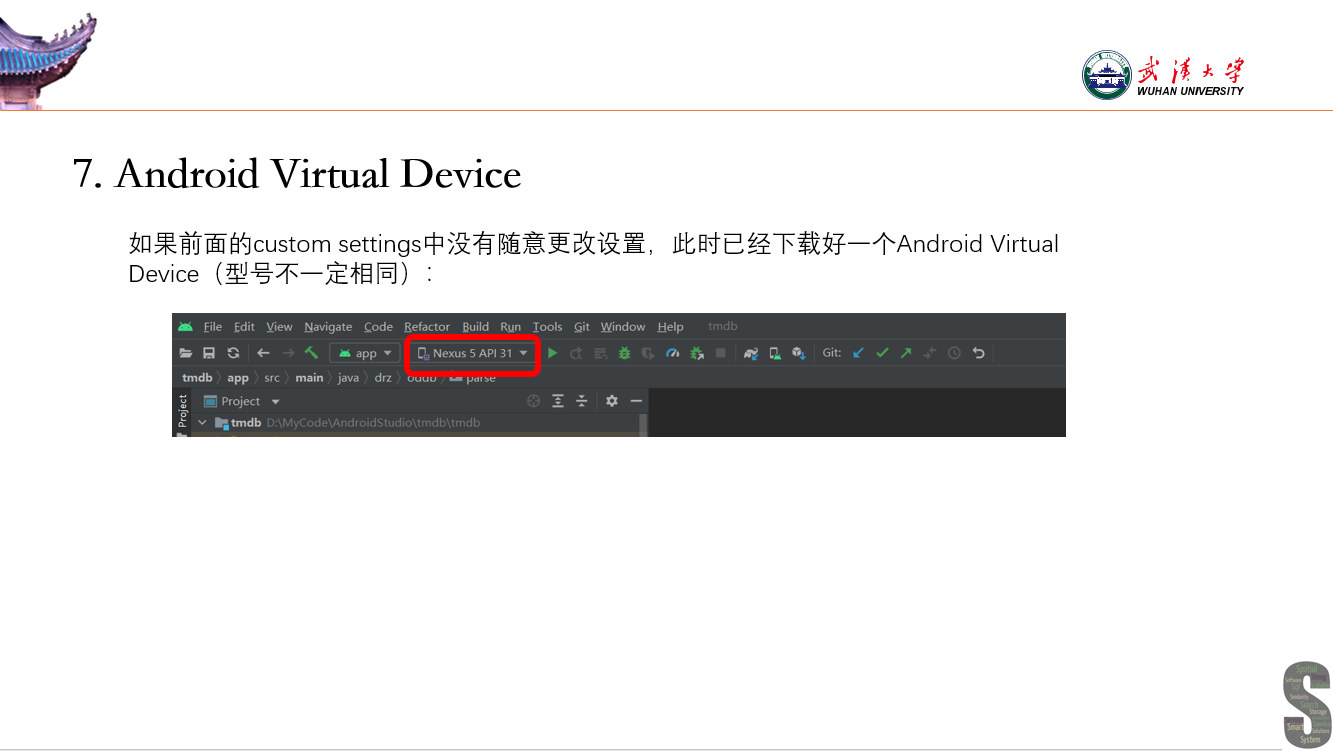 武漢大学
WUHAN UNIVERSITY
7. Android Virtual Device
如果前面的custom settings中没有随意更改设置，此时已经下载好一个Android Virtual
Device（型号不一定相同）：
File Edit View Navigate Code Refactor Build Run Tools Git Window Help tmdb
app Nexus 5 API 31 Git:
tmdb app src main java drz oddb parse
Project
Project
tmdb D:\MyCode\AndroidStudio\tmdb\tmdb
Spatial
Software
Sql
Similarity
Search
Storage
Smart
Solutions
System